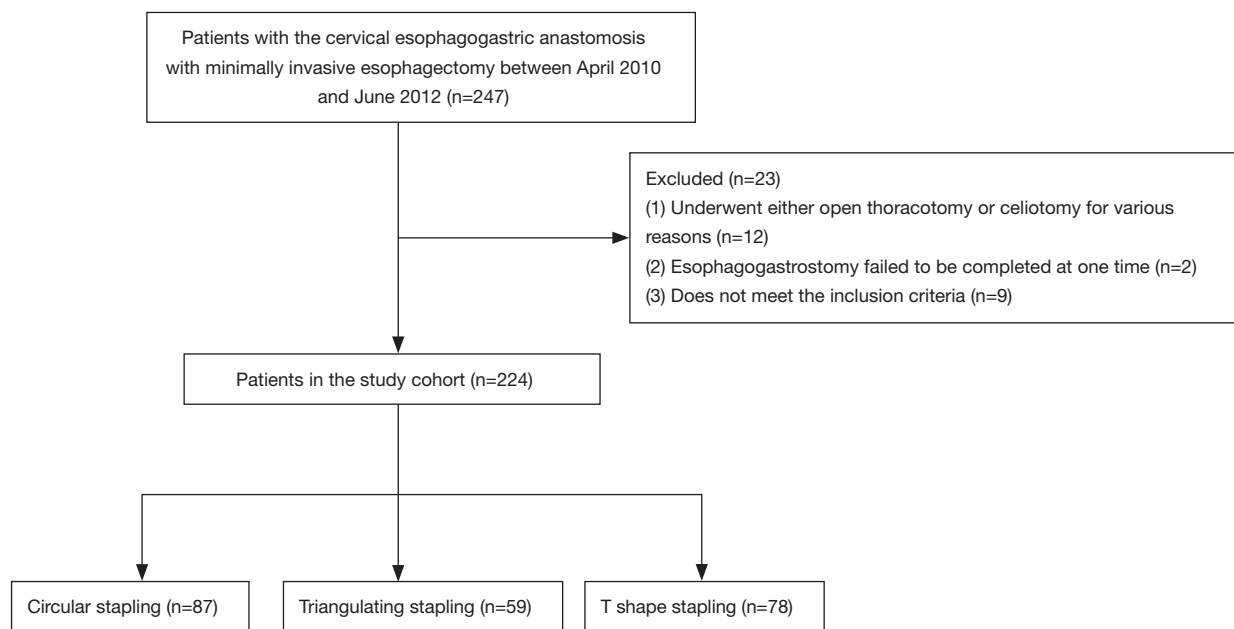 Patients with the cervical esophagogastric anastomosis
with minimally invasive esophagectomy between April 2010
and June 2012 (n=247)
Excluded (n=23)
(1) Underwent either open thoracotomy or celiotomy for various
reasons (n=12)
(2) Esophagogastrostomy failed to be completed at one time (n=2)
(3) Does not meet the inclusion criteria (n=9)
Patients in the study cohort (n=224)
Circular stapling (n=87)
Triangulating stapling (n=59)
T shape stapling (n=78)